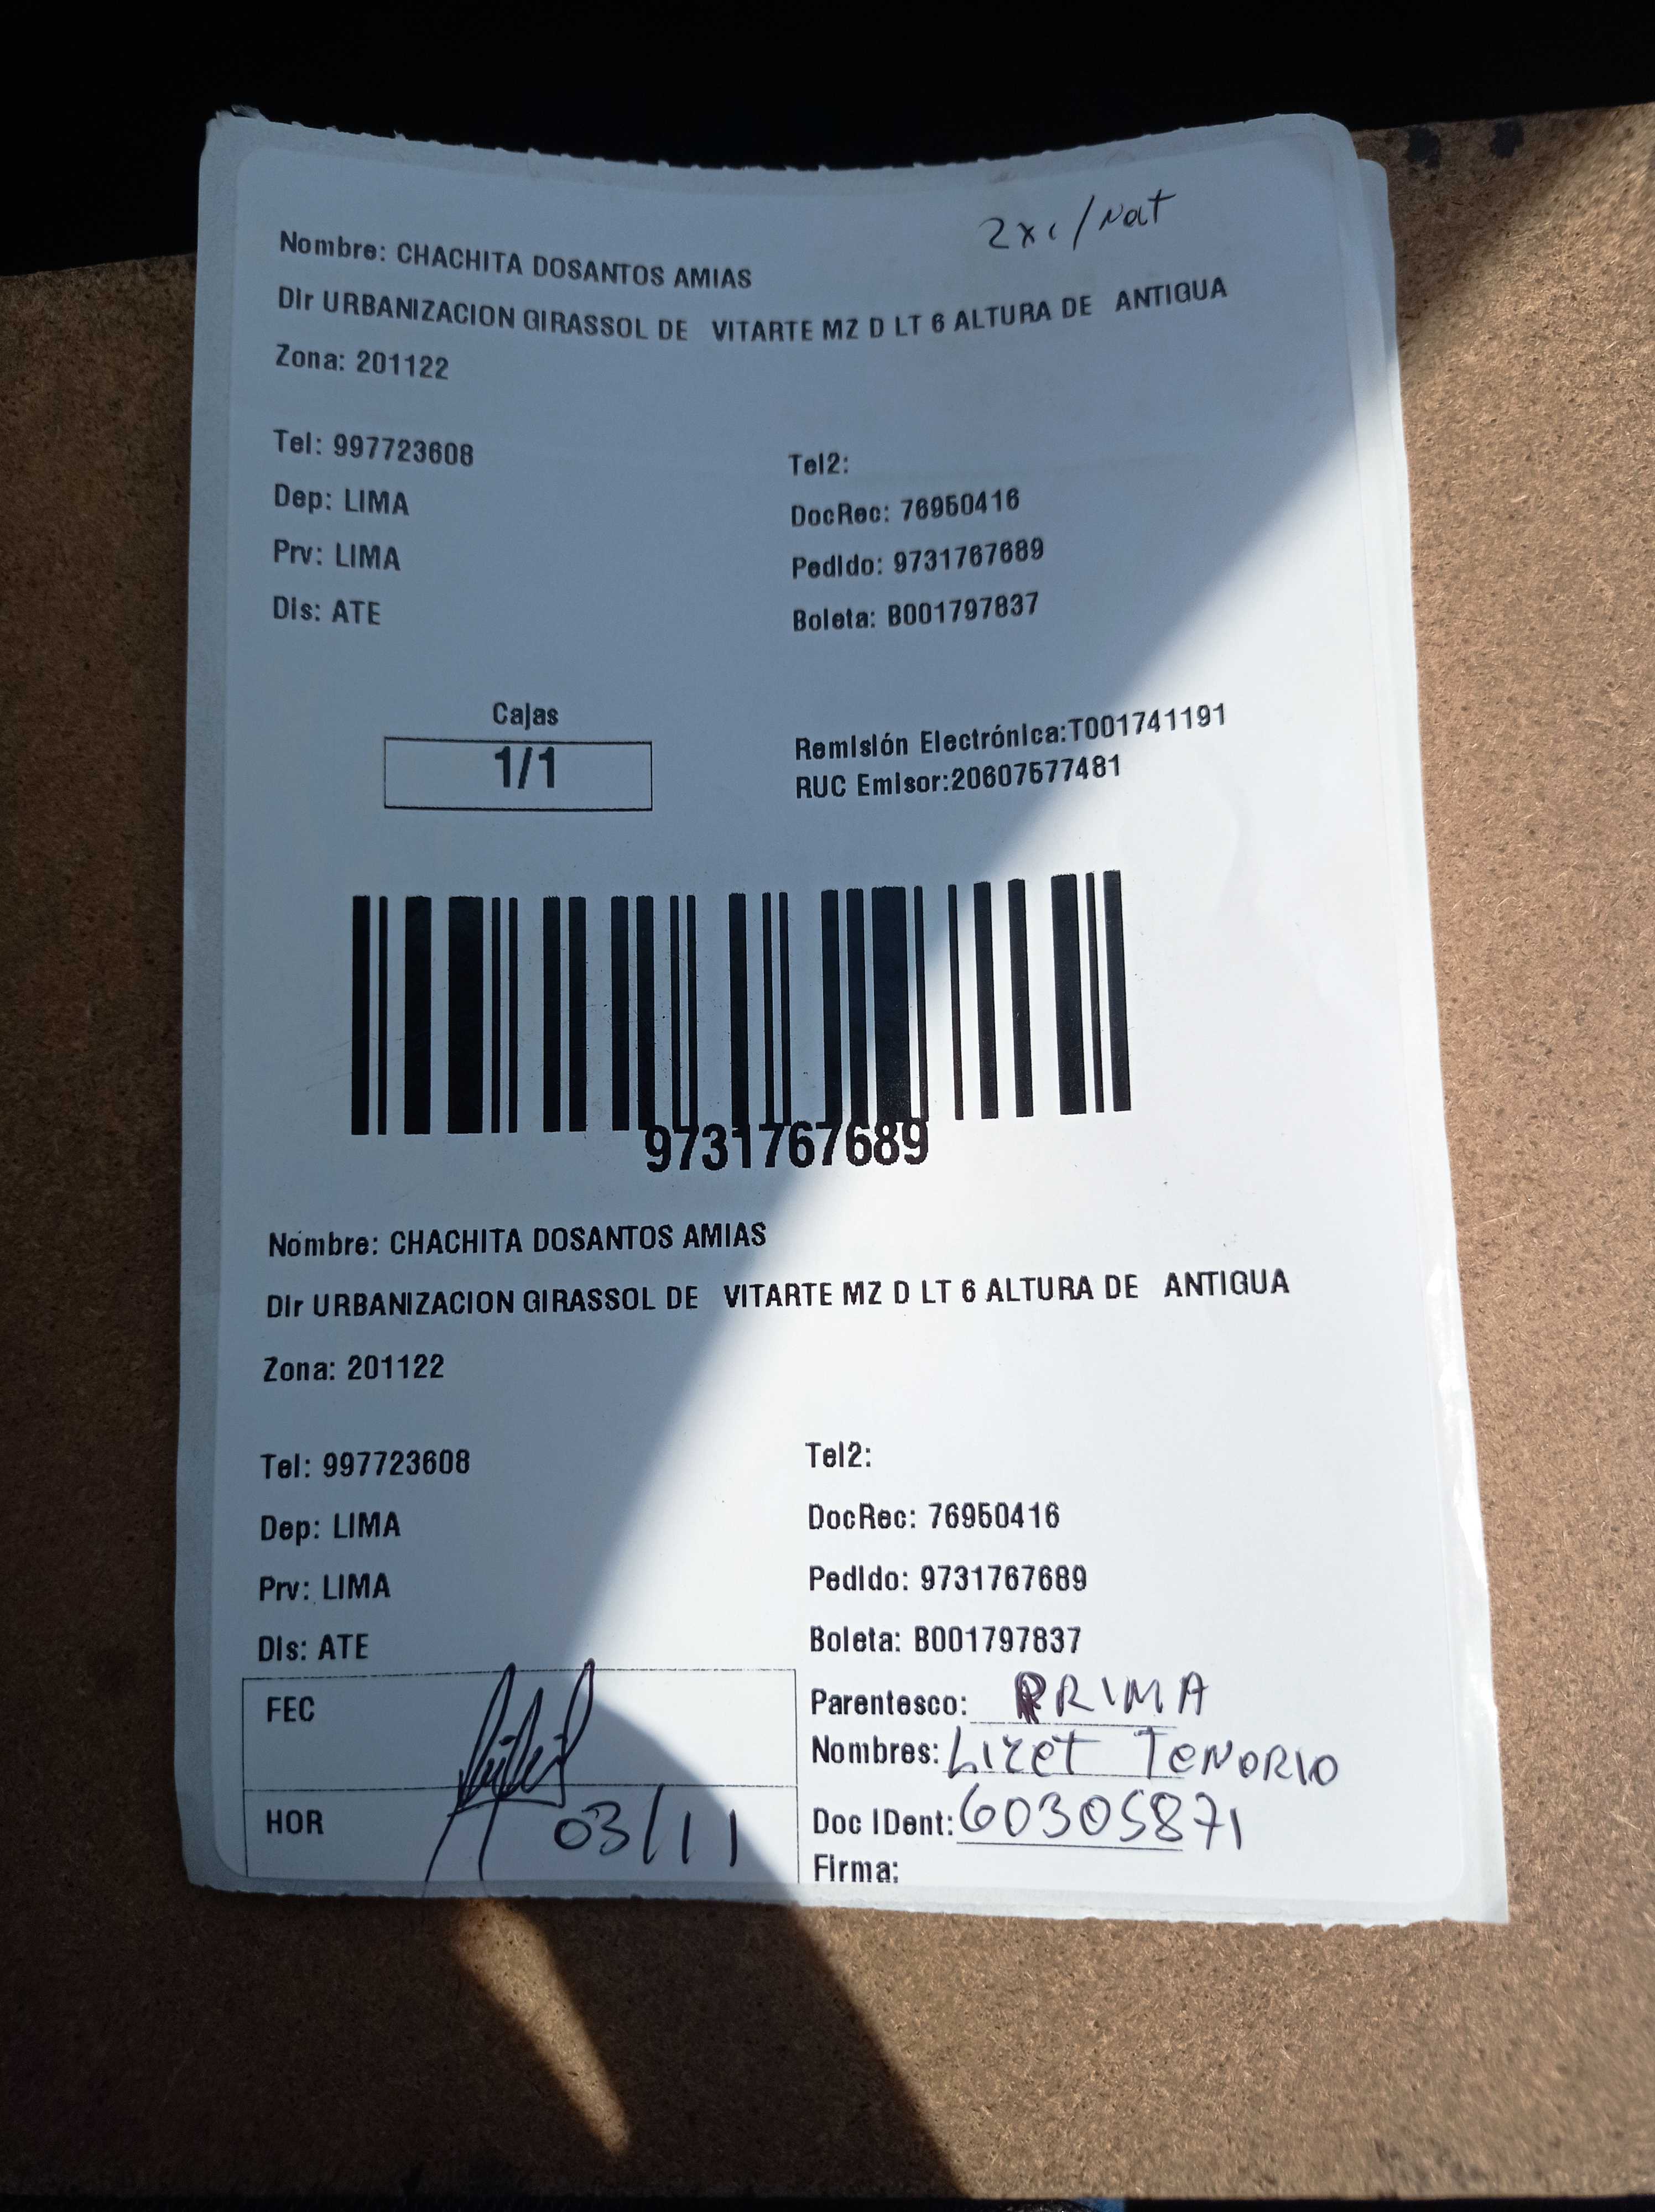 2xc/Nat
Nombre: CHACHITA DOSANTOS AMIAS
Dir URBANIZACION GIRASSOL DE VITARTE MZ D LT 6 ALTURA DE ANTIGUA
Zona: 201122
Tel: 997723608 Tel2:
Dep: LIMA DocRec: 76950416
Prv: LIMA Pedido: 9731767689
Dis: ATE Boleta: B001797837
Cajas
1/1
Remisión Electrónica:T001741191
RUC Emisor:20607577481
9731767689
Nombre: CHACHITA DOSANTOS AMIAS
Dir URBANIZACION GIRASSOL DE VITARTE MZ D LT 6 ALTURA DE ANTIGUA
Zona: 201122
Tel: 997723608 Tel2:
Dep: LIMA DocRec: 76950416
Prv: LIMA Pedido: 9731767689
Dis: ATE Boleta: B001797837
FEC
HOR 03/11
Parentesco: PRIMA
Nombres: Lizet TENORIO
Doc IDent: 60305871
Firma: